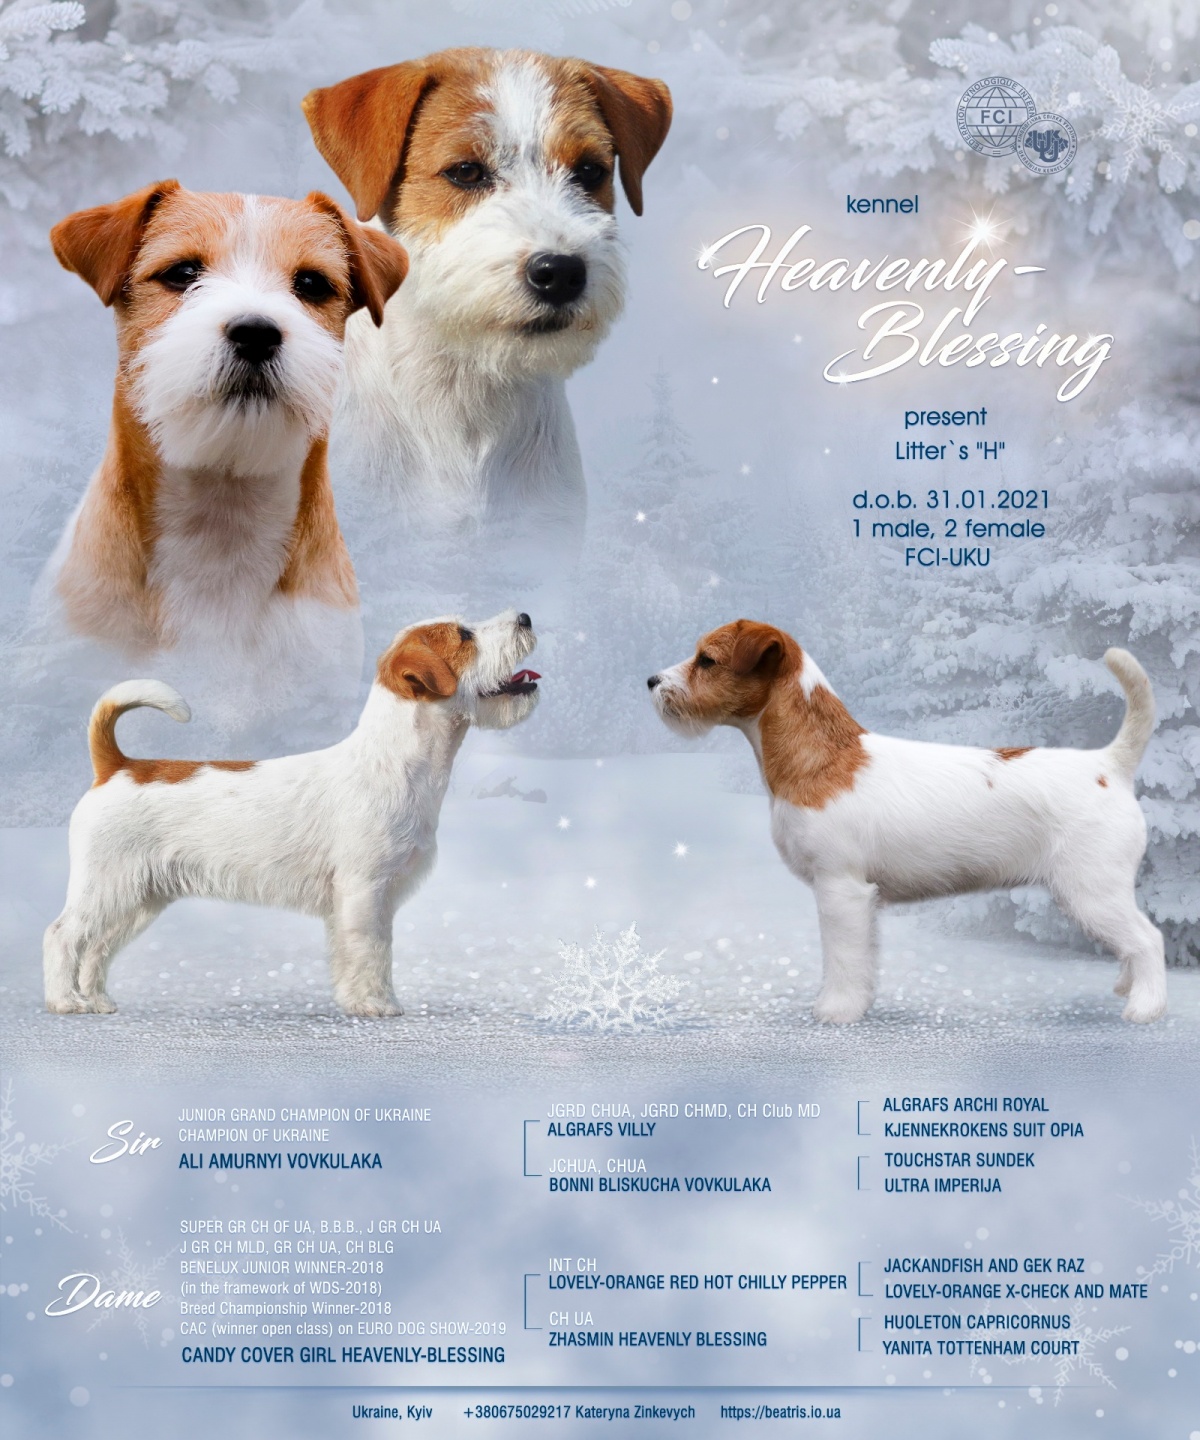 FEDERATION CYNOLOGIQUE INTERN
FCI
UKU
kennel
Heavenly-
Blessing
present
Litter`s "H"
d.o.b. 31.01.2021
1 male, 2 female
FCI-UKU
Sir
JUNIOR GRAND CHAMPION OF UKRAINE
CHAMPION OF UKRAINE
ALI AMURNYI VOVKULAKA
JGRD CHUA, JGRD CHMD, CH Club MD
ALGRAFS VILLY
JCHUA, CHUA
BONNI BLISKUCHA VOVKULAKA
ALGRAFS ARCHI ROYAL
KJENNEKROKENS SUIT OPIA
TOUCHSTAR SUNDEK
ULTRA IMPERIJA
Dame
SUPER GR CH OF UA, B.B.B., J GR CH UA
J GR CH MLD, GR CH UA, CH BLG
BENELUX JUNIOR WINNER-2018
(in the framework of WDS-2018)
Breed Championship Winner-2018
CAC (winner open class) on EURO DOG SHOW-2019
CANDY COVER GIRL HEAVENLY-BLESSING
INT CH
LOVELY-ORANGE RED HOT CHILLY PEPPER
CH UA
ZHASMIN HEAVENLY BLESSING
JACKANDFISH AND GEK RAZ
LOVELY-ORANGE X-CHECK AND MATE
HUOLETON CAPRICORNUS
YANITA TOTTENHAM COURT
Ukraine, Kyiv +380675029217 Kateryna Zinkevych https://beatris.io.ua